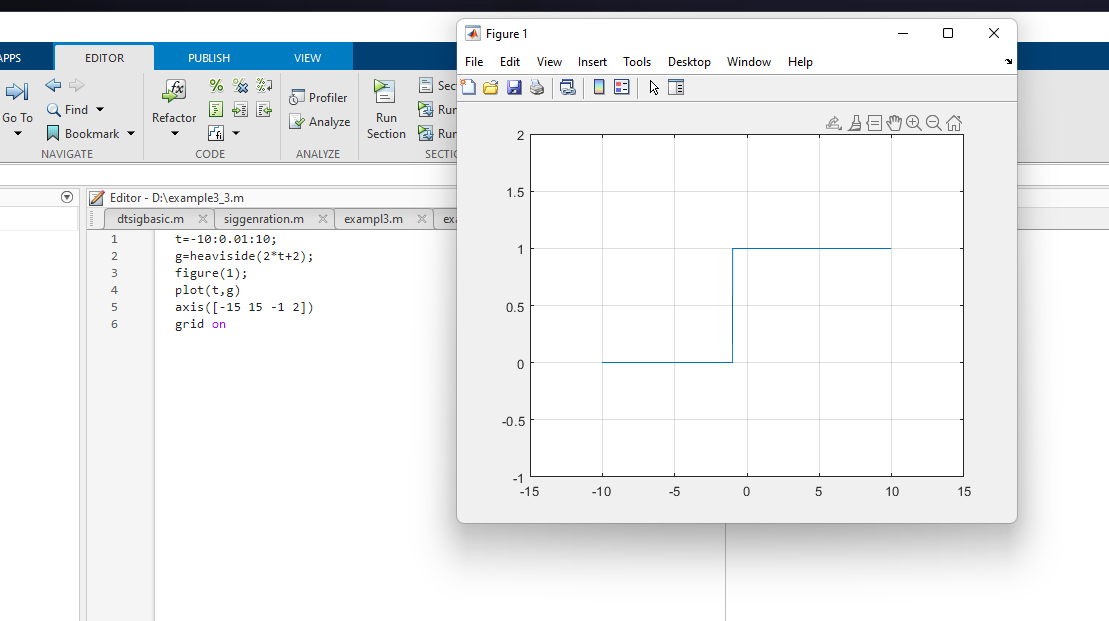 Figure 1
File Edit View Insert Tools Desktop Window Help
APPS EDITOR PUBLISH VIEW
Go To
Find
Bookmark
NAVIGATE
Refactor
CODE
Profiler
Analyze
ANALYZE
Run
Section
Sec
Run
Run
SECTIO
Editor - D:\example3_3.m
dtsigbasic.m siggenration.m exampl3.m exa
1 t=-10:0.01:10;
2 g=heaviside(2*t+2);
3 figure(1);
4 plot(t,g)
5 axis([-15 15 -1 2])
6 grid on
2
1.5
1
0.5
0
-0.5
-1
-15 -10 -5 0 5 10 15